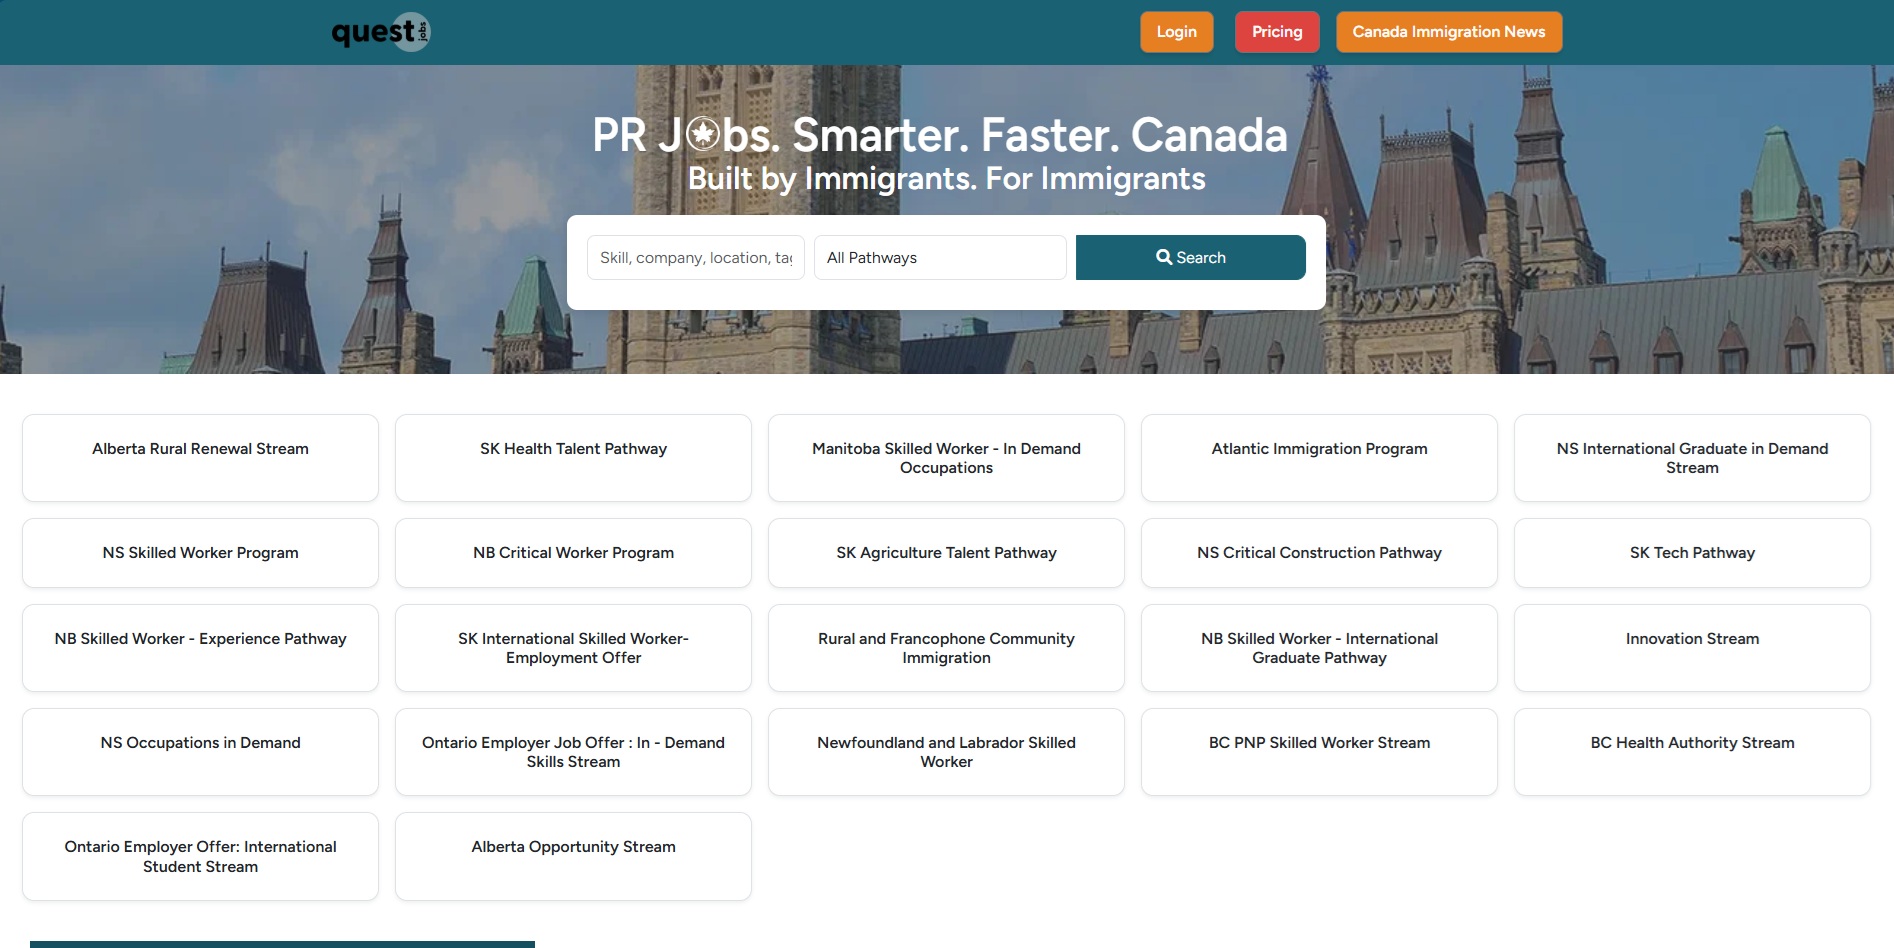 quest jobs
Login
Pricing
Canada Immigration News
PR Jobs. Smarter. Faster. Canada
Built by Immigrants. For Immigrants
Skill, company, location, tag
All Pathways
Search
Alberta Rural Renewal Stream
SK Health Talent Pathway
Manitoba Skilled Worker - In Demand
Occupations
Atlantic Immigration Program
NS International Graduate in Demand
Stream
NS Skilled Worker Program
NB Critical Worker Program
SK Agriculture Talent Pathway
NS Critical Construction Pathway
SK Tech Pathway
NB Skilled Worker - Experience Pathway
SK International Skilled Worker-
Employment Offer
Rural and Francophone Community
Immigration
NB Skilled Worker - International
Graduate Pathway
Innovation Stream
NS Occupations in Demand
Ontario Employer Job Offer : In - Demand
Skills Stream
Newfoundland and Labrador Skilled
Worker
BC PNP Skilled Worker Stream
BC Health Authority Stream
Ontario Employer Offer: International
Student Stream
Alberta Opportunity Stream